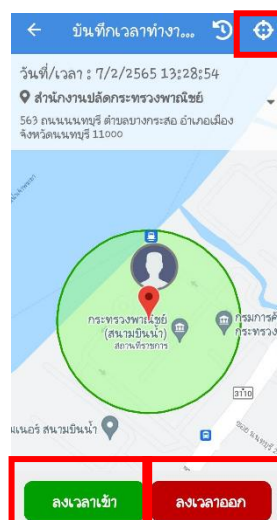 บันทึกเวลาทำงา...
วันที่/เวลา : 7/2/2565 13:28:54
สำนักงานปลัดกระทรวงพาณิชย์
563 ถนนนนทบุรี ตำบลบางกระสอ อำเภอเมือง
จังหวัดนนทบุรี 11000
กระทรวงพาณิชย์
(สนามบินน้ำ)
สถานที่ราชการ
กรมการค้
กระทรวง
3110
มเนอร์ สนามบินน้ำ
ลงเวลาเข้า
ลงเวลาออก